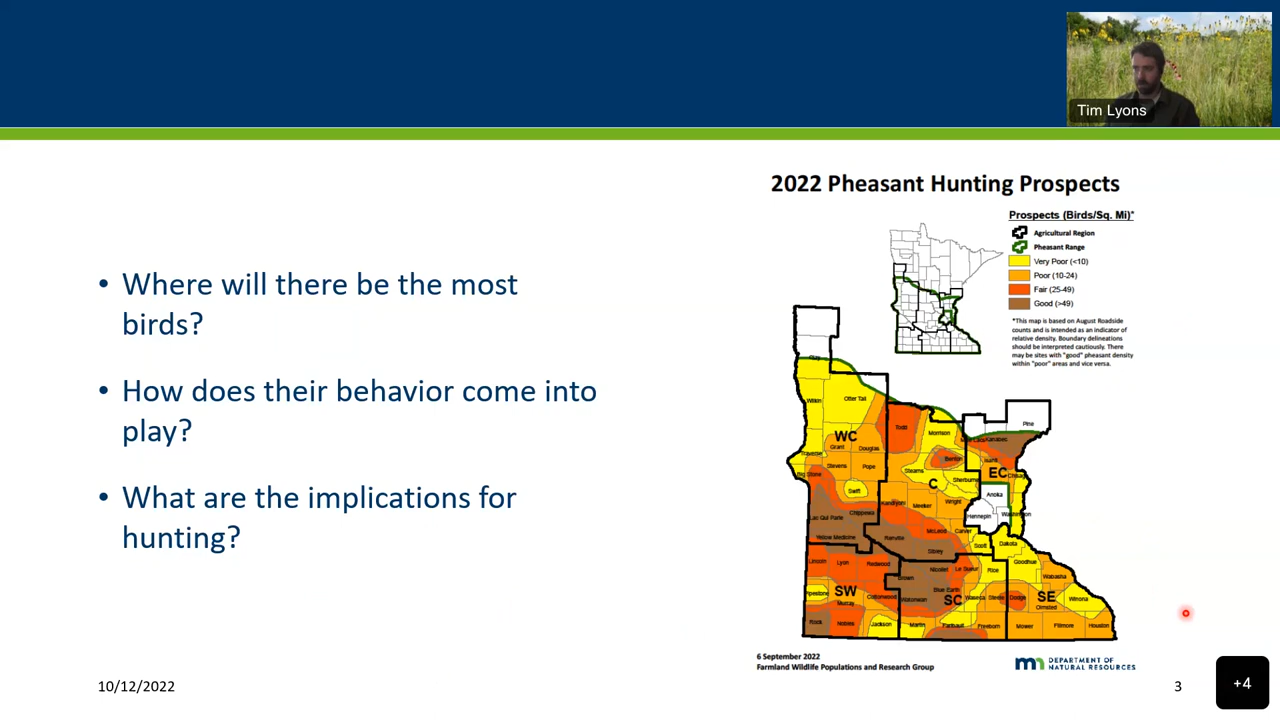 Tim Lyons
2022 Pheasant Hunting Prospects
• Where will there be the most
birds?
• How does their behavior come into
play?
• What are the implications for
hunting?
Prospects (Birds/Sq. Mi)*
Agricultural Region
Pheasant Range
Very Poor (<10)
Poor (10-24)
Fair (25-49)
Good (>49)
*This map is based on August Roadside
counts and is intended as an indicator of
relative density. Boundary delineations
should be interpreted cautiously. There
may be sites with "good" pheasant density
within "poor" areas and vice versa.
Clay
Pine
Wilkin
Otter Tail
Todd
Morrison
Kanabec
WC
Grant
Douglas
Traverse
Stevens
Pope
Stearns
Benton
Isanti
EC
Chisago
Big Stone
Swift
C
Sherburne
Anoka
Kandiyohi
Meeker
Wright
Hennepin
Washington
Lac Qui Parle
Chippewa
McLeod
Carver
Yellow Medicine
Renville
Sibley
Scott
Dakota
Lincoln
Lyon
Redwood
Nicollet
Le Sueur
Rice
Goodhue
Wabasha
Brown
Pipestone
SW
Murray
Cottonwood
Watonwan
Blue Earth
SC
Waseca
Steele
Dodge
SE
Olmsted
Winona
Rock
Nobles
Jackson
Martin
Faribault
Freeborn
Mower
Fillmore
Houston
6 September 2022
Farmland Wildlife Populations and Research Group
DEPARTMENT OF
NATURAL RESOURCES
10/12/2022
3
+4